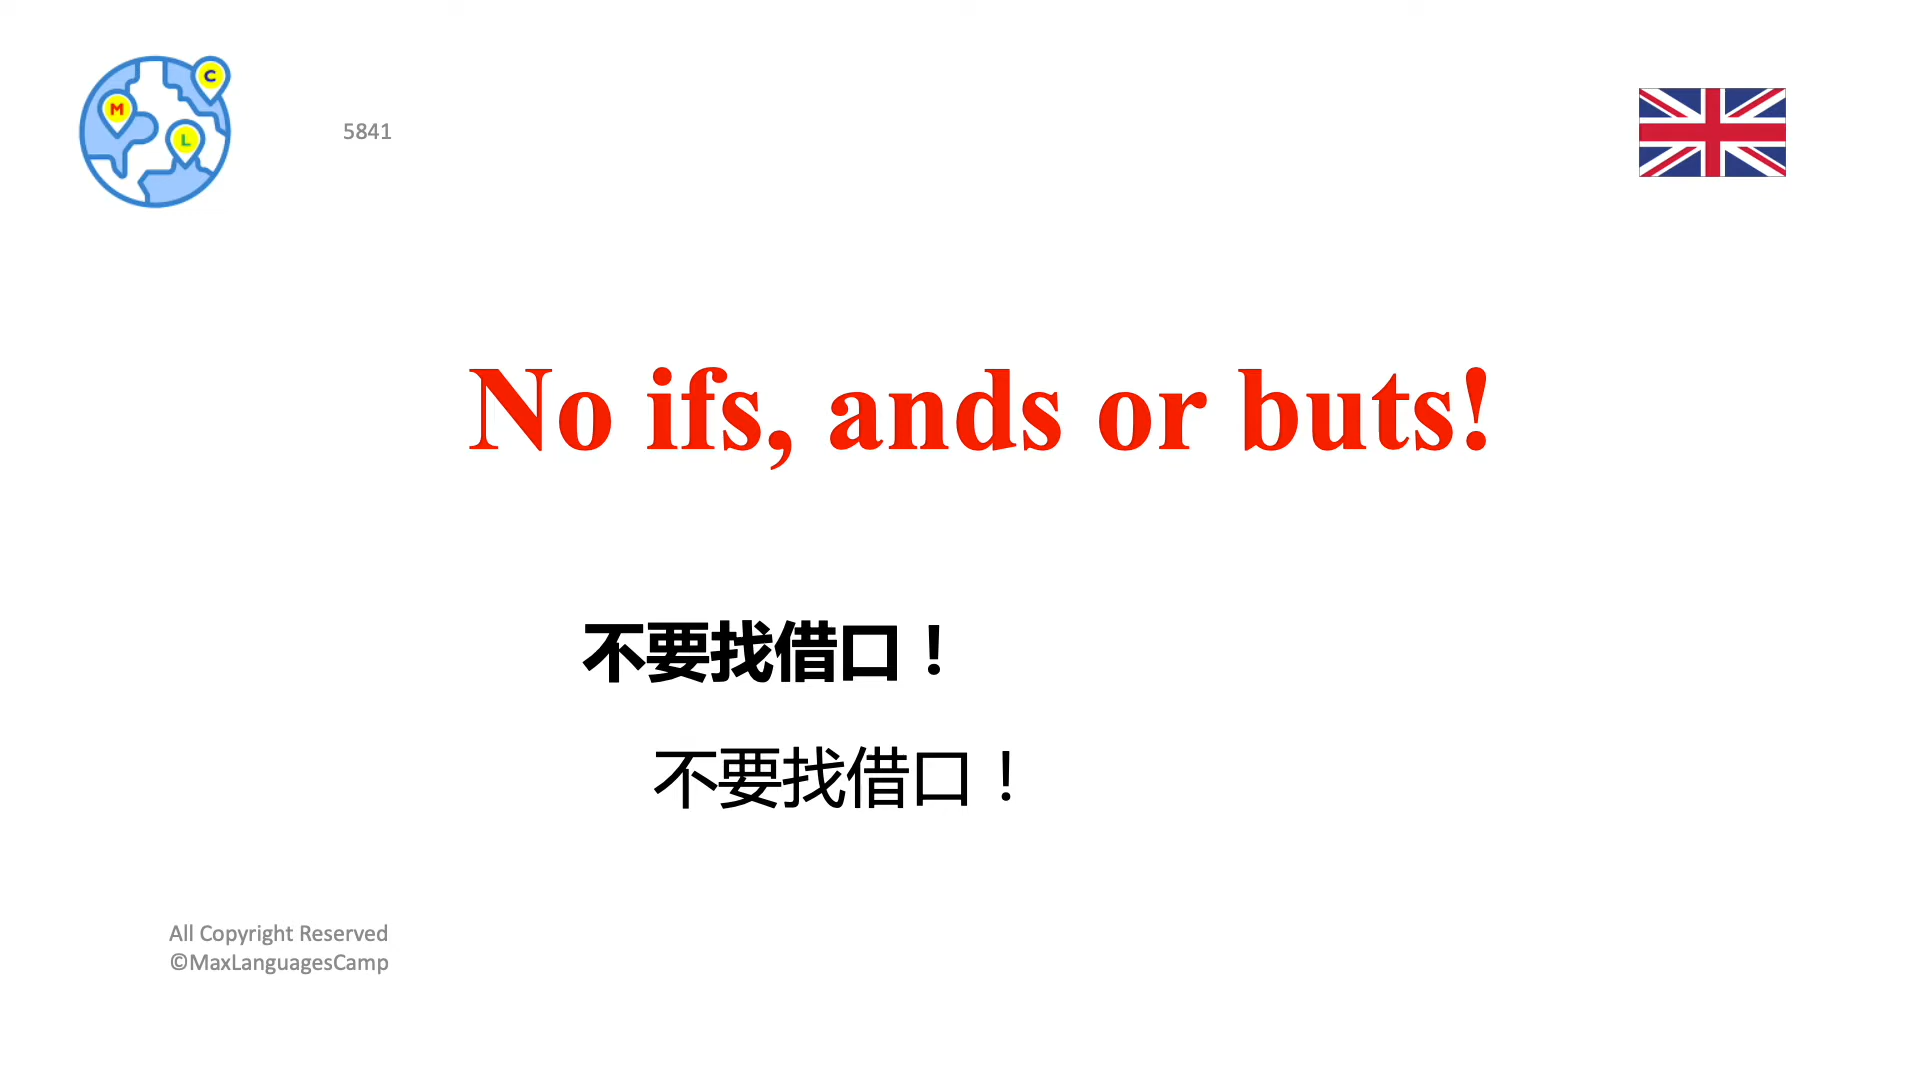 C
M
L
5841
No ifs, ands or buts!
不要找借口！
不要找借口！
All Copyright Reserved
©MaxLanguagesCamp